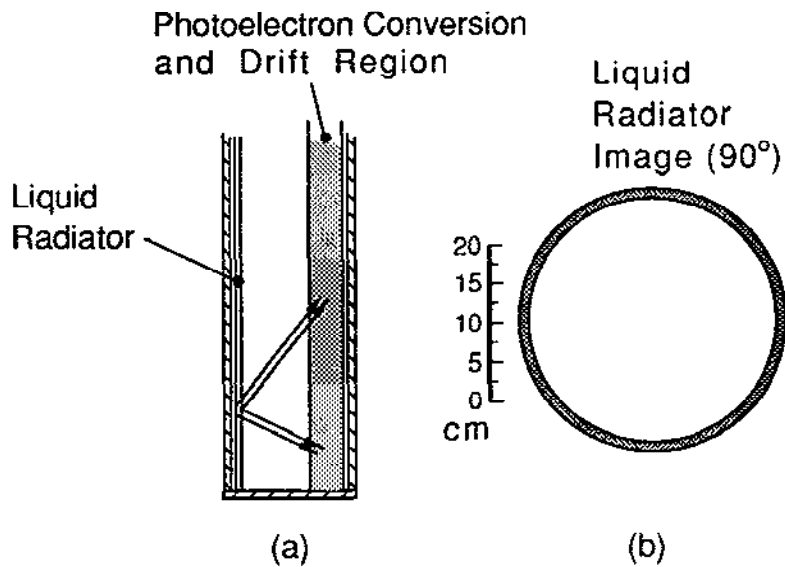 Photoelectron Conversion
and Drift Region
Liquid
Radiator
Liquid
Radiator
Image (90°)
20
15
10
5
0
cm
(a)
(b)